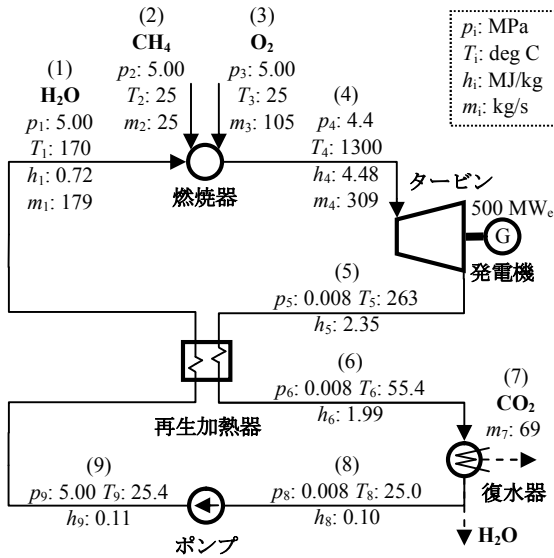 (1)
H₂O
p₁: 5.00
T₁: 170
h₁: 0.72
m₁: 179
(2)
CH₄
p₂: 5.00
T₂: 25
m₂: 25
(3)
O₂
p₃: 5.00
T₃: 25
m₃: 105
pᵢ: MPa
Tᵢ: deg C
hᵢ: MJ/kg
mᵢ: kg/s
燃焼器
(4)
p₄: 4.4
T₄: 1300
h₄: 4.48
m₄: 309
タービン
500 MWₑ
G
発電機
(5)
p₅: 0.008 T₅: 263
h₅: 2.35
再生加熱器
(6)
p₆: 0.008 T₆: 55.4
h₆: 1.99
(7)
CO₂
m₇: 69
復水器
H₂O
(8)
p₈: 0.008 T₈: 25.0
h₈: 0.10
ポンプ
(9)
p₉: 5.00 T₉: 25.4
h₉: 0.11